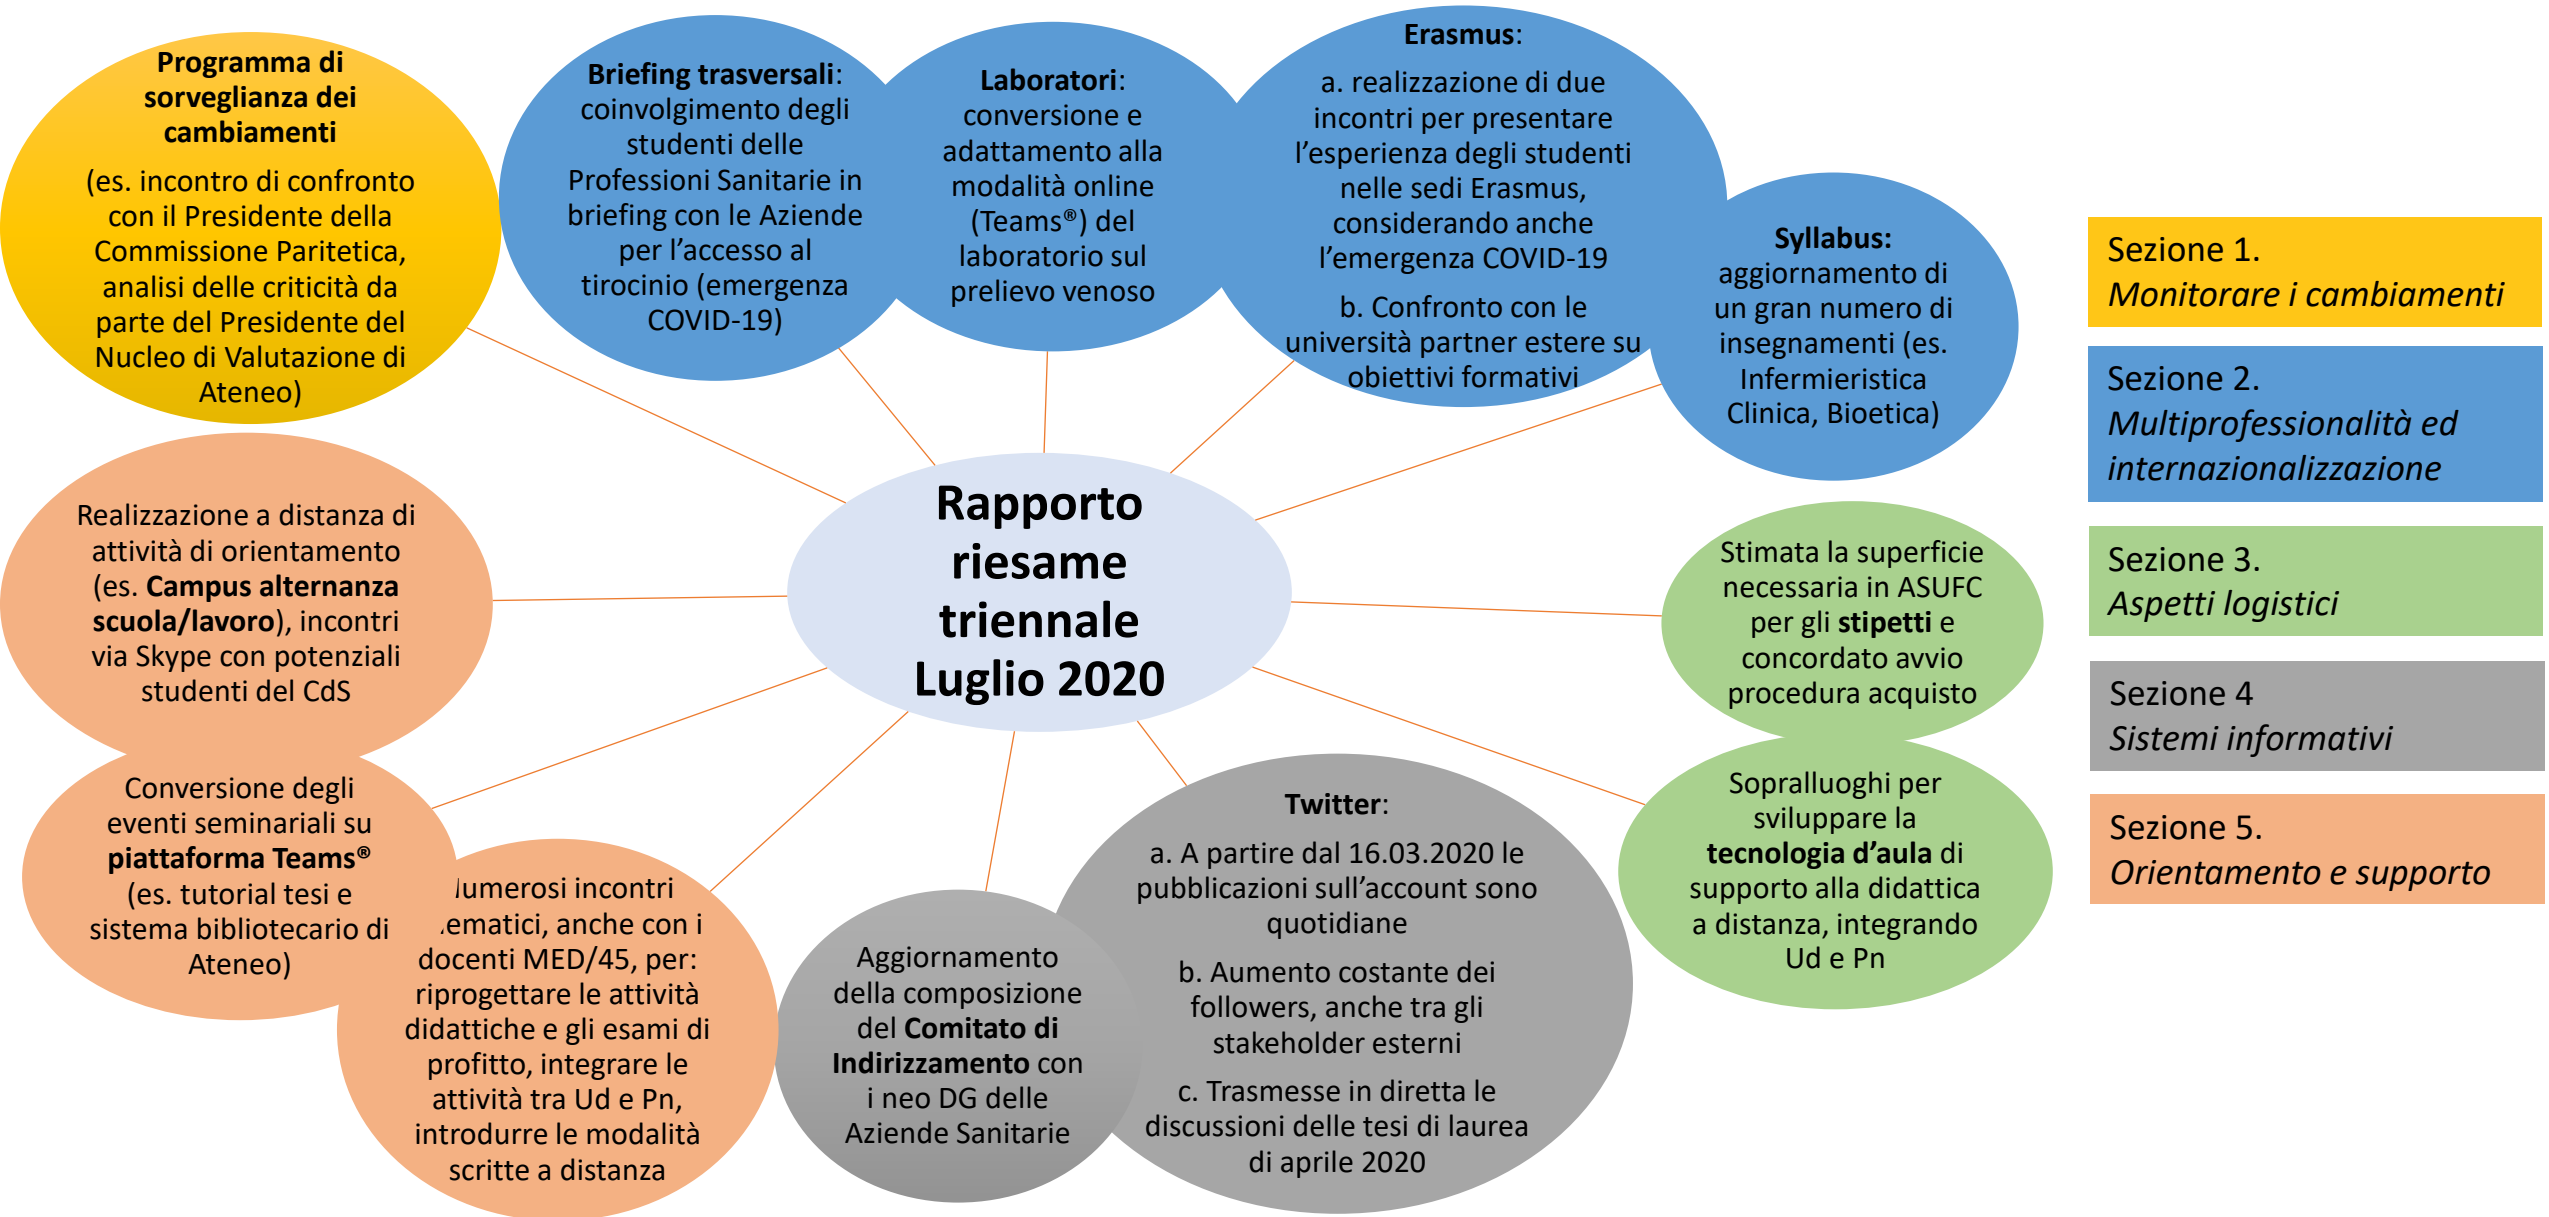 Programma di
sorveglianza dei
cambiamenti
(es. incontro di confronto
con il Presidente della
Commissione Paritetica,
analisi delle criticità da
parte del Presidente del
Nucleo di Valutazione di
Ateneo)
Briefing trasversali:
coinvolgimento degli
studenti delle
Professioni Sanitarie in
briefing con le Aziende
per l'accesso al
tirocinio (emergenza
COVID-19)
Laboratori:
conversione e
adattamento alla
modalità online
(Teams®) del
laboratorio sul
prelievo venoso
Erasmus:
a. realizzazione di due
incontri per presentare
l'esperienza degli studenti
nelle sedi Erasmus,
considerando anche
l'emergenza COVID-19
b. Confronto con le
università partner estere su
obiettivi formativi
Syllabus:
aggiornamento di
un gran numero di
insegnamenti (es.
Infermieristica
Clinica, Bioetica)
Rapporto
riesame
triennale
Luglio 2020
Realizzazione a distanza di
attività di orientamento
(es. Campus alternanza
scuola/lavoro), incontri
via Skype con potenziali
studenti del CdS
Stimata la superficie
necessaria in ASUFC
per gli stipetti e
concordato avvio
procedura acquisto
Conversione degli
eventi seminariali su
piattaforma Teams®
(es. tutorial tesi e
sistema bibliotecario di
Ateneo)
incontri
anche con i
docenti MED/45, per:
riprogettare le attività
didattiche e gli esami di
profitto, integrare le
attività tra Ud e Pn,
introdurre le modalità
scritte a distanza
Aggiornamento
della composizione
del Comitato di
Indirizzamento con
i neo DG delle
Aziende Sanitarie
Twitter:
a. A partire dal 16.03.2020 le
pubblicazioni sull'account sono
quotidiane
b. Aumento costante dei
followers, anche tra gli
stakeholder esterni
c. Trasmesse in diretta le
discussioni delle tesi di laurea
di aprile 2020
Sopralluoghi per
sviluppare la
tecnologia d'aula di
supporto alla didattica
a distanza, integrando
Ud e Pn
Sezione 1.
Monitorare i cambiamenti
Sezione 2.
Multiprofessionalità ed
internazionalizzazione
Sezione 3.
Aspetti logistici
Sezione 4
Sistemi informativi
Sezione 5.
Orientamento e supporto